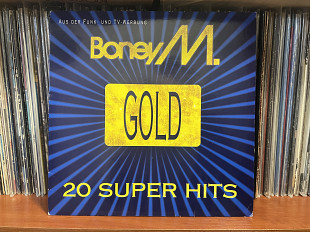 AUS DER FUNK- UND TV-WERBUNG
Boney M.
GOLD
20 SUPER HITS